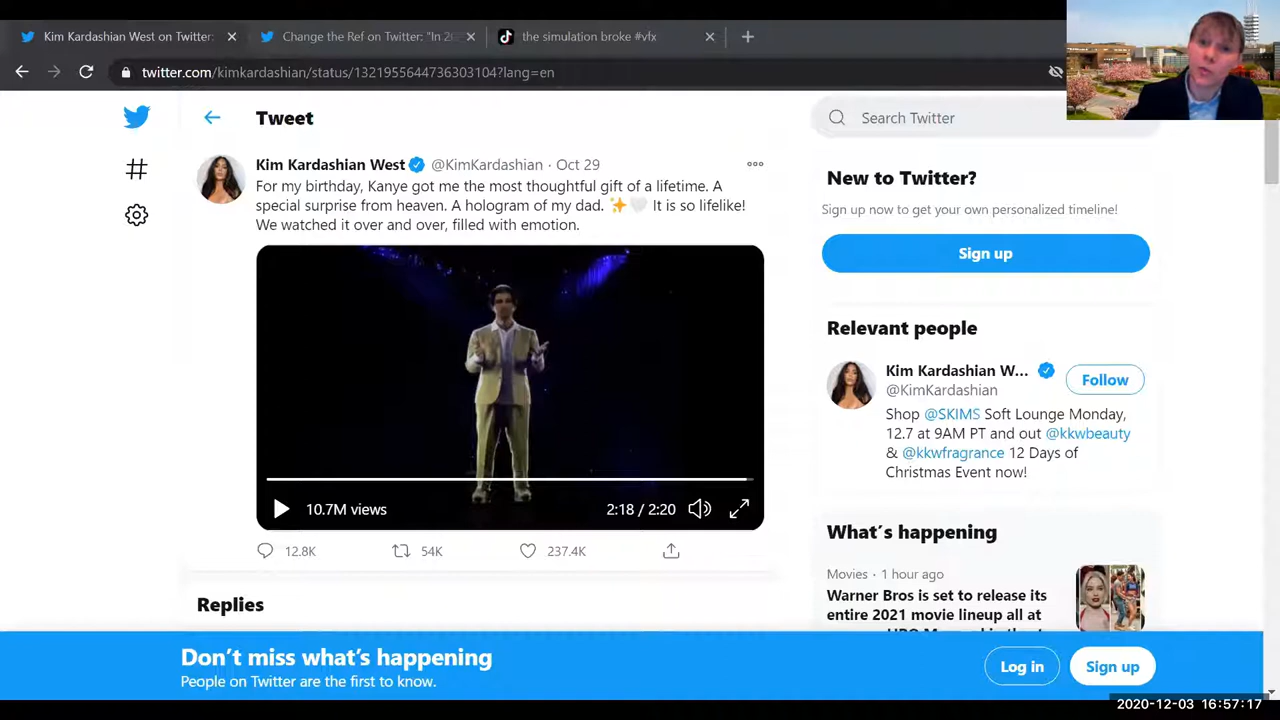 Kim Kardashian West on Twitter:
Change the Ref on Twitter: "In 20
the simulation broke #vfx
twitter.com/kimkardashian/status/1321955644736303104?lang=en
Tweet
Search Twitter
Kim Kardashian West @KimKardashian · Oct 29
For my birthday, Kanye got me the most thoughtful gift of a lifetime. A
special surprise from heaven. A hologram of my dad. ✨🤍 It is so lifelike!
We watched it over and over, filled with emotion.
10.7M views
2:18 / 2:20
12.8K
54K
237.4K
Replies
New to Twitter?
Sign up now to get your own personalized timeline!
Sign up
Relevant people
Kim Kardashian W...
@KimKardashian
Follow
Shop @SKIMS Soft Lounge Monday,
12.7 at 9AM PT and out @kkwbeauty
& @kkwfragrance 12 Days of
Christmas Event now!
What's happening
Movies · 1 hour ago
Warner Bros is set to release its
entire 2021 movie lineup all at
Don't miss what's happening
People on Twitter are the first to know.
Log in
Sign up
2020-12-03 16:57:17